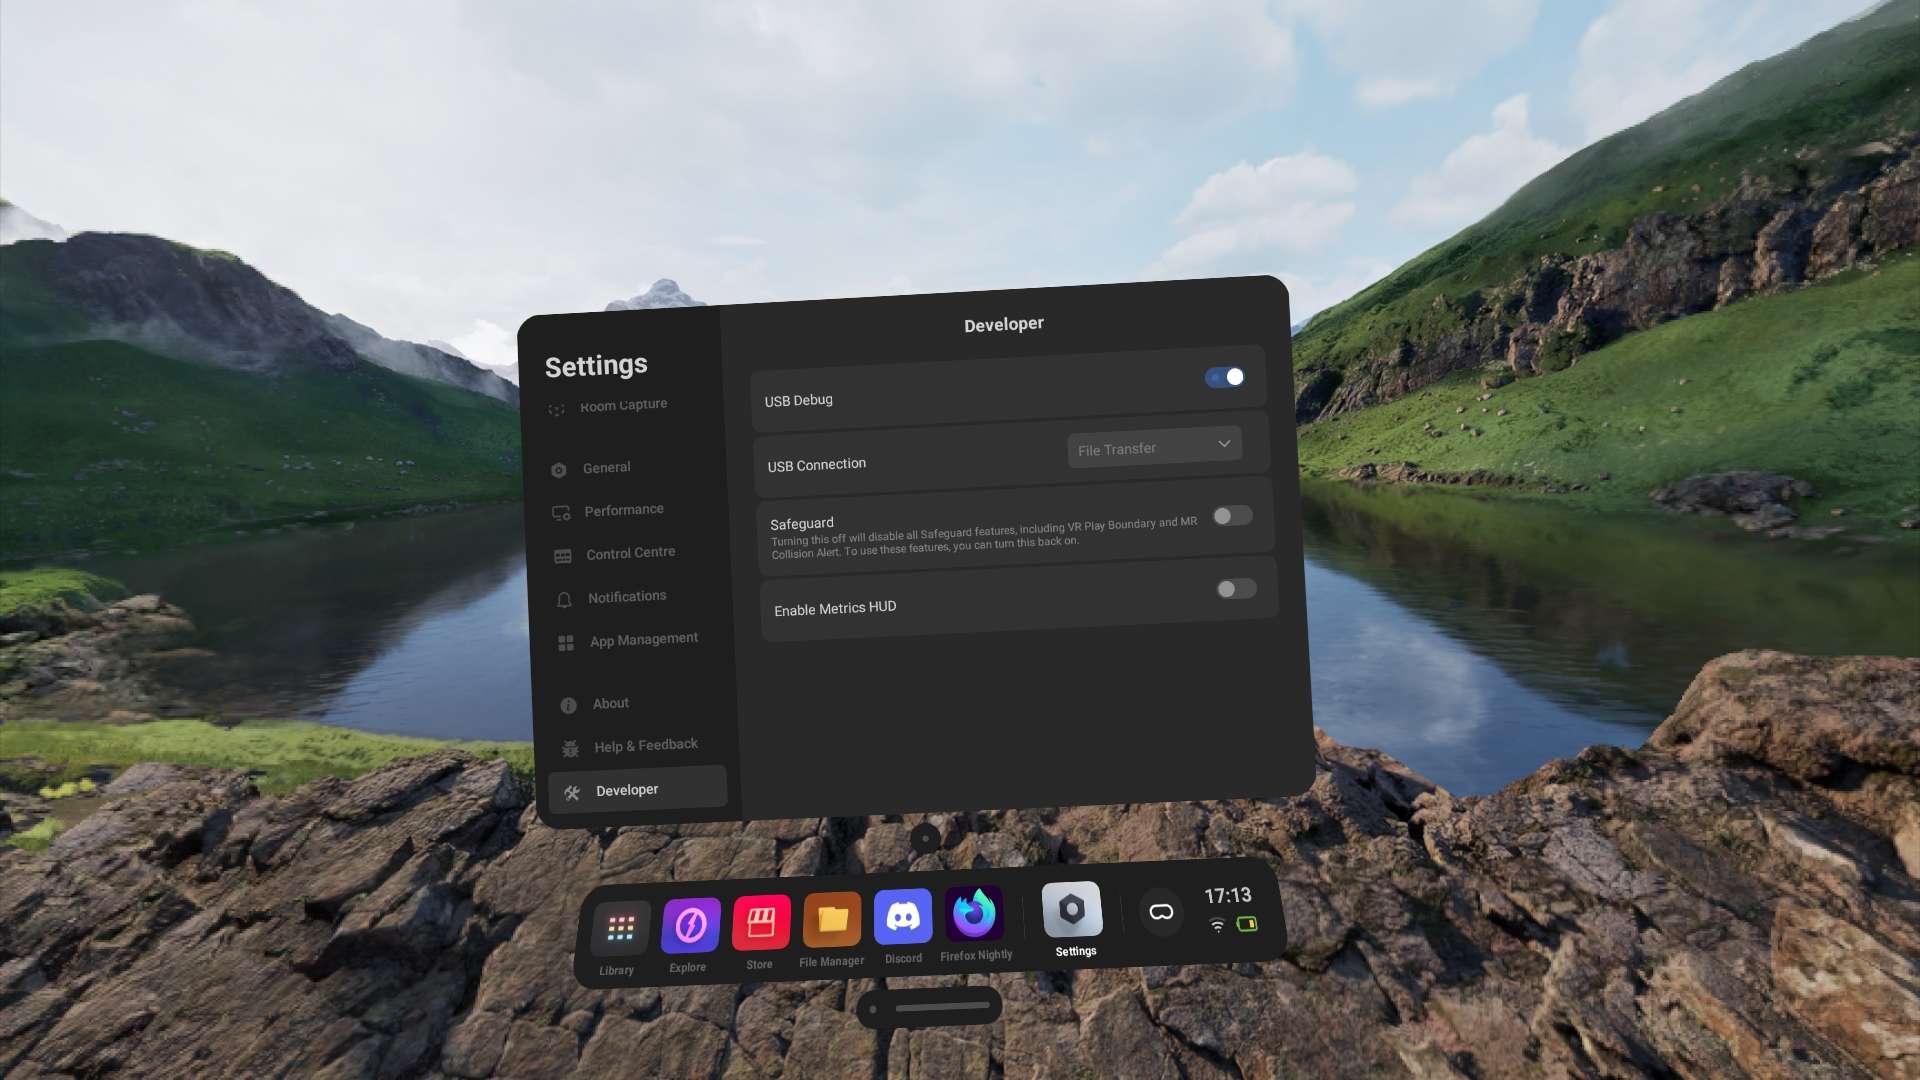 Developer
Settings
Room Capture
General
Performance
Control Centre
Notifications
App Management
About
Help & Feedback
Developer
USB Debug
USB Connection
File Transfer
Safeguard
Turning this off will disable all Safeguard features, including VR Play Boundary and MR
Collision Alert. To use these features, you can turn this back on.
Enable Metrics HUD
Library
Explore
Store
File Manager
Discord
Firefox Nightly
Settings
17:13